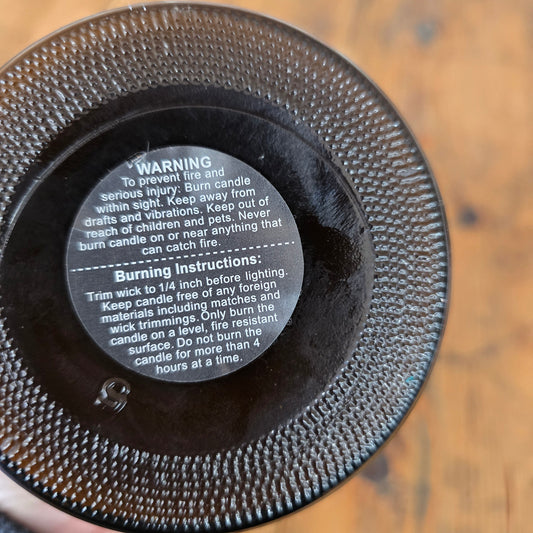 WARNING
To prevent fire and
serious injury: Burn candle
within sight. Keep away from
drafts and vibrations. Keep out of
reach of children and pets. Never
burn candle on or near anything that
can catch fire.
Burning Instructions:
Trim wick to 1/4 inch before lighting.
Keep candle free of any foreign
materials including matches and
wick trimmings. Only burn the
candle on a level, fire resistant
surface. Do not burn the
candle for more than 4
hours at a time.
S